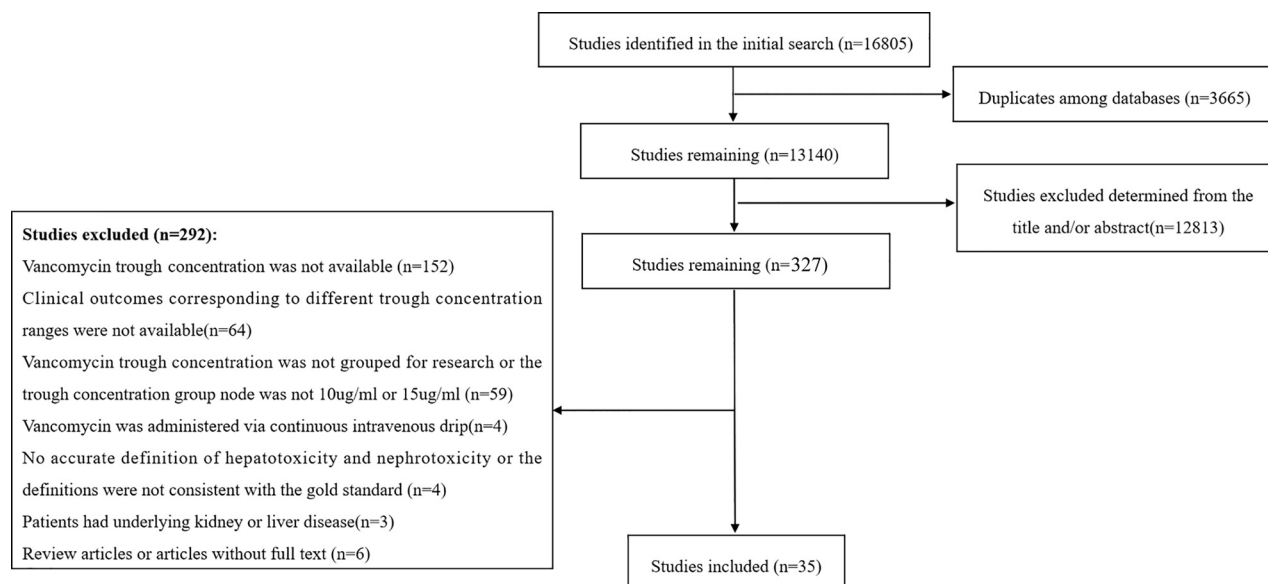 Studies identified in the initial search (n=16805)
Duplicates among databases (n=3665)
Studies remaining (n=13140)
Studies excluded determined from the
title and/or abstract(n=12813)
Studies remaining (n=327)
Studies excluded (n=292):
Vancomycin trough concentration was not available (n=152)
Clinical outcomes corresponding to different trough concentration
ranges were not available(n=64)
Vancomycin trough concentration was not grouped for research or the
trough concentration group node was not 10ug/ml or 15ug/ml (n=59)
Vancomycin was administered via continuous intravenous drip(n=4)
No accurate definition of hepatotoxicity and nephrotoxicity or the
definitions were not consistent with the gold standard (n=4)
Patients had underlying kidney or liver disease(n=3)
Review articles or articles without full text (n=6)
Studies included (n=35)